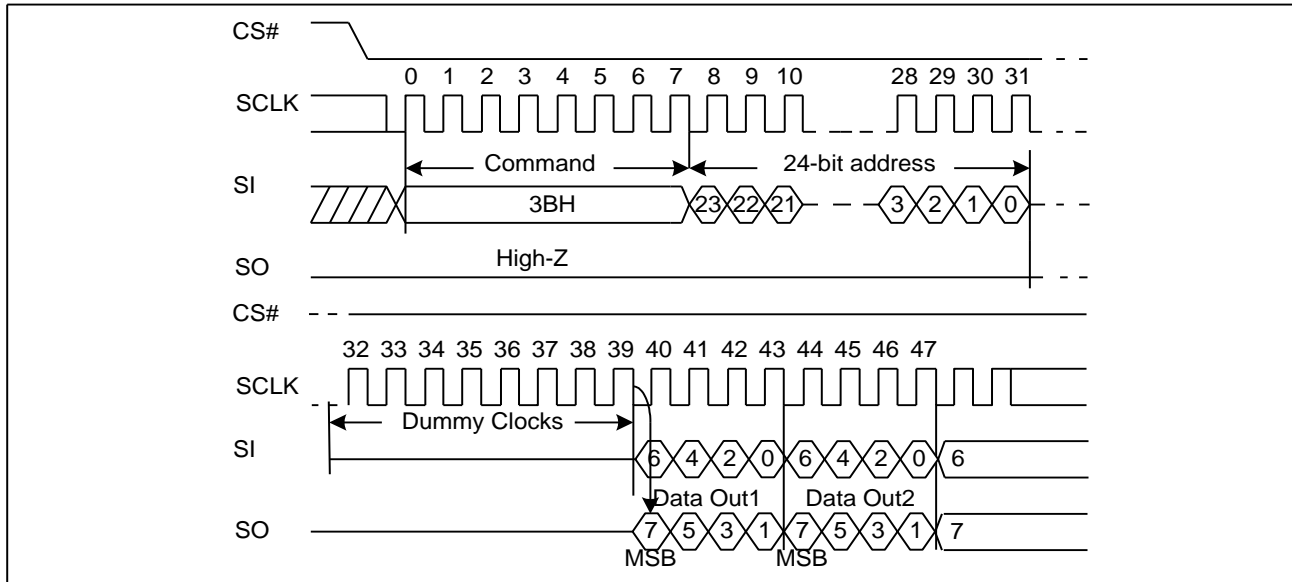 CS#
0 1 2 3 4 5 6 7 8 9 10 28 29 30 31
SCLK
Command 24-bit address
SI
3BH 23 22 21 3 2 1 0
High-Z
SO
CS#
32 33 34 35 36 37 38 39 40 41 42 43 44 45 46 47
SCLK
Dummy Clocks
SI
6 4 2 0 6 4 2 0 6
Data Out1 Data Out2
SO
7 5 3 1 7 5 3 1 7
MSB MSB